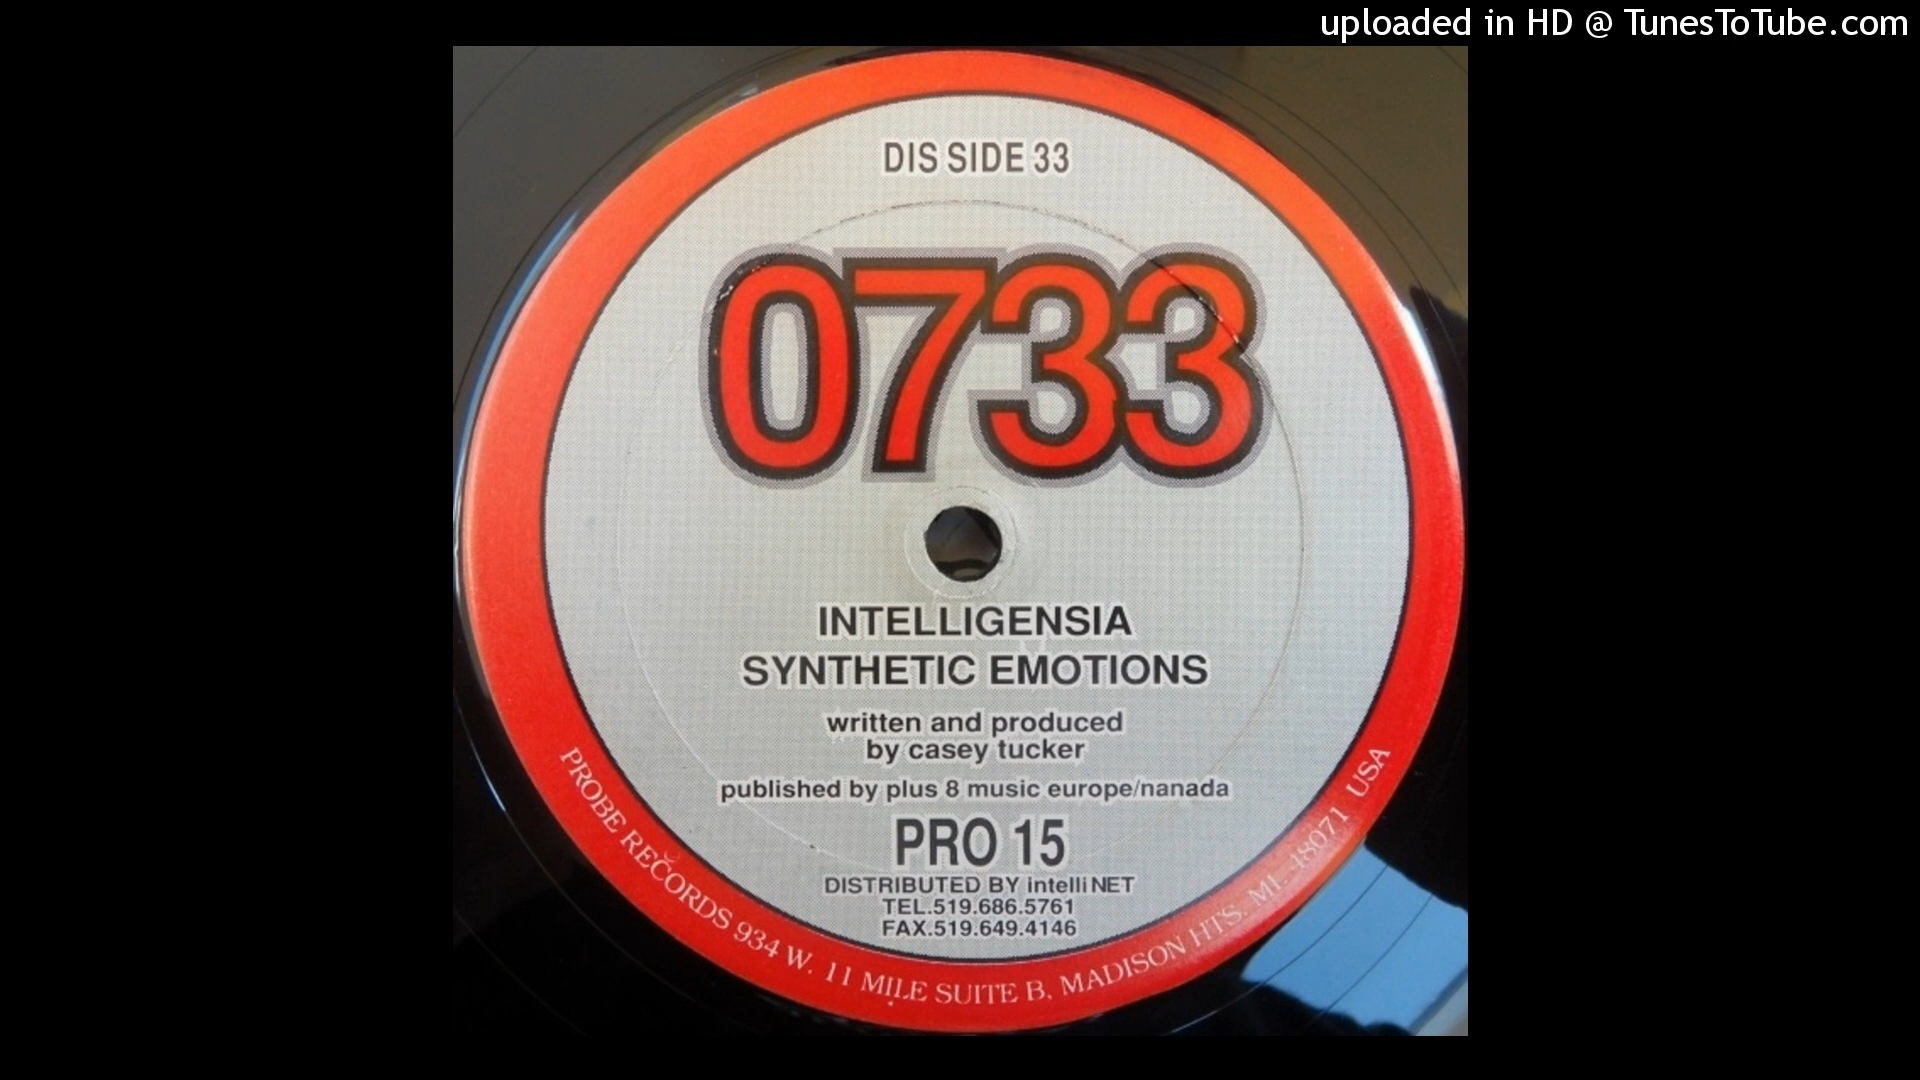 uploaded in HD @ TunesToTube.com
DIS SIDE 33
0733
INTELLIGENSIA
SYNTHETIC EMOTIONS
written and produced
by casey tucker
published by plus 8 music europe/nanada
PRO 15
DISTRIBUTED BY intelliNET
TEL.519.686.5761
FAX.519.649.4146
PROBE RECORDS 934 W. 11 MILE SUITE B, MADISON HTS. MI. 48071 USA